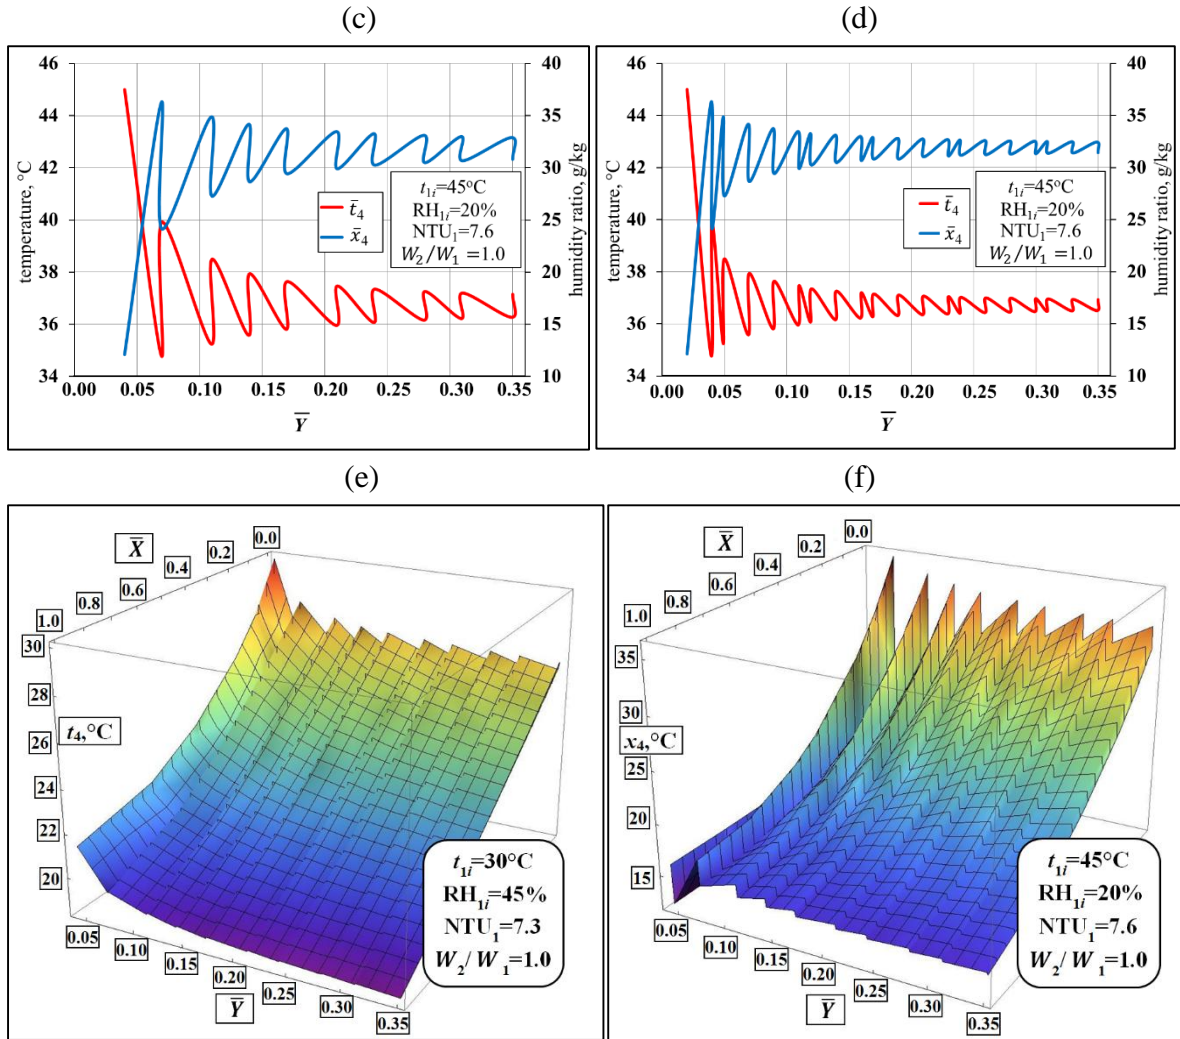 (c)
46
44
42
40
38
36
34
temperature, °C
40
35
30
25
20
15
10
humidity ratio, g/kg
t̄₄
x̄₄
t₁ᵢ=45°C
RH₁ᵢ=20%
NTU₁=7.6
W₂/W₁ =1.0
0.00 0.05 0.10 0.15 0.20 0.25 0.30 0.35
Y̅
(d)
46
44
42
40
38
36
34
temperature, °C
40
35
30
25
20
15
10
humidity ratio, g/kg
t̄₄
x̄₄
t₁ᵢ=45°C
RH₁ᵢ=20%
NTU₁=7.6
W₂/W₁ =1.0
0.00 0.05 0.10 0.15 0.20 0.25 0.30 0.35
Y̅
(e)
X̅
0.0
0.2
0.4
0.6
0.8
1.0
30
28
26
t₄,°C
24
22
20
0.05
0.10
0.15
0.20
0.25
0.30
0.35
Y̅
t₁ᵢ=30°C
RH₁ᵢ=45%
NTU₁=7.3
W₂/ W₁=1.0
(f)
X̅
0.0
0.2
0.4
0.6
0.8
1.0
35
30
x₄,°C
25
20
15
0.05
0.10
0.15
0.20
0.25
0.30
0.35
Y̅
t₁ᵢ=45°C
RH₁ᵢ=20%
NTU₁=7.6
W₂/ W₁=1.0